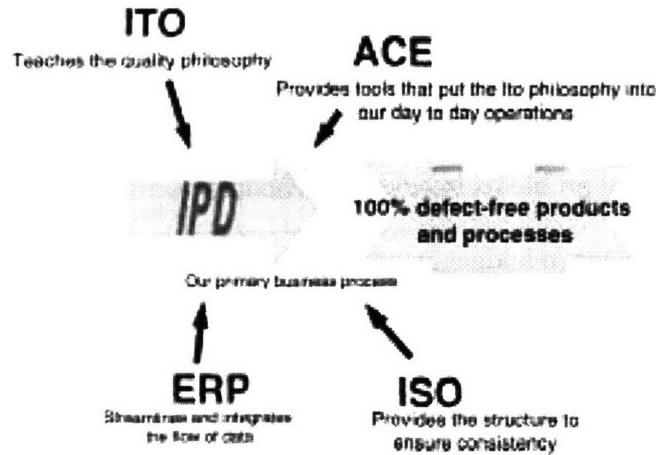 ITO
Teaches the quality philosophy
ACE
Provides tools that put the Ito philosophy into
our day to day operations
IPD
100% defect-free products
and processes
Our primary business process
ERP
Streamlines and integrates
the flow of data
ISO
Provides the structure to
ensure consistency